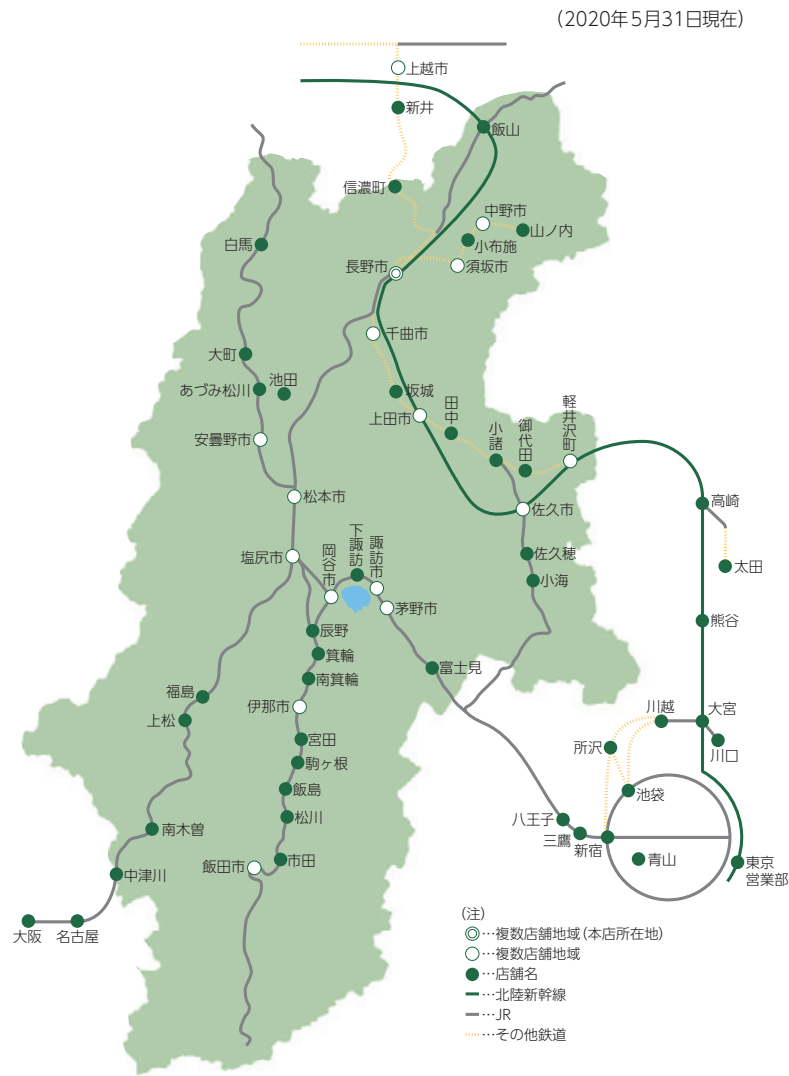 (2020年5月31日現在)
上越市
新井
飯山
信濃町
中野市
山ノ内
小布施
白馬
長野市
須坂市
千曲市
大町
あづみ松川
池田
坂城
田中
上田市
軽井沢町
御代田
小諸
安曇野市
松本市
佐久市
高崎
塩尻市
岡谷市
下諏訪
諏訪市
佐久穂
太田
小海
茅野市
辰野
熊谷
箕輪
富士見
南箕輪
福島
伊那市
上松
川越
大宮
宮田
所沢
川口
駒ヶ根
飯島
池袋
松川
八王子
南木曽
三鷹
新宿
市田
飯田市
青山
東京
営業部
中津川
大阪
名古屋
(注)
…複数店舗地域(本店所在地)
…複数店舗地域
…店舗名
…北陸新幹線
…JR
…その他鉄道